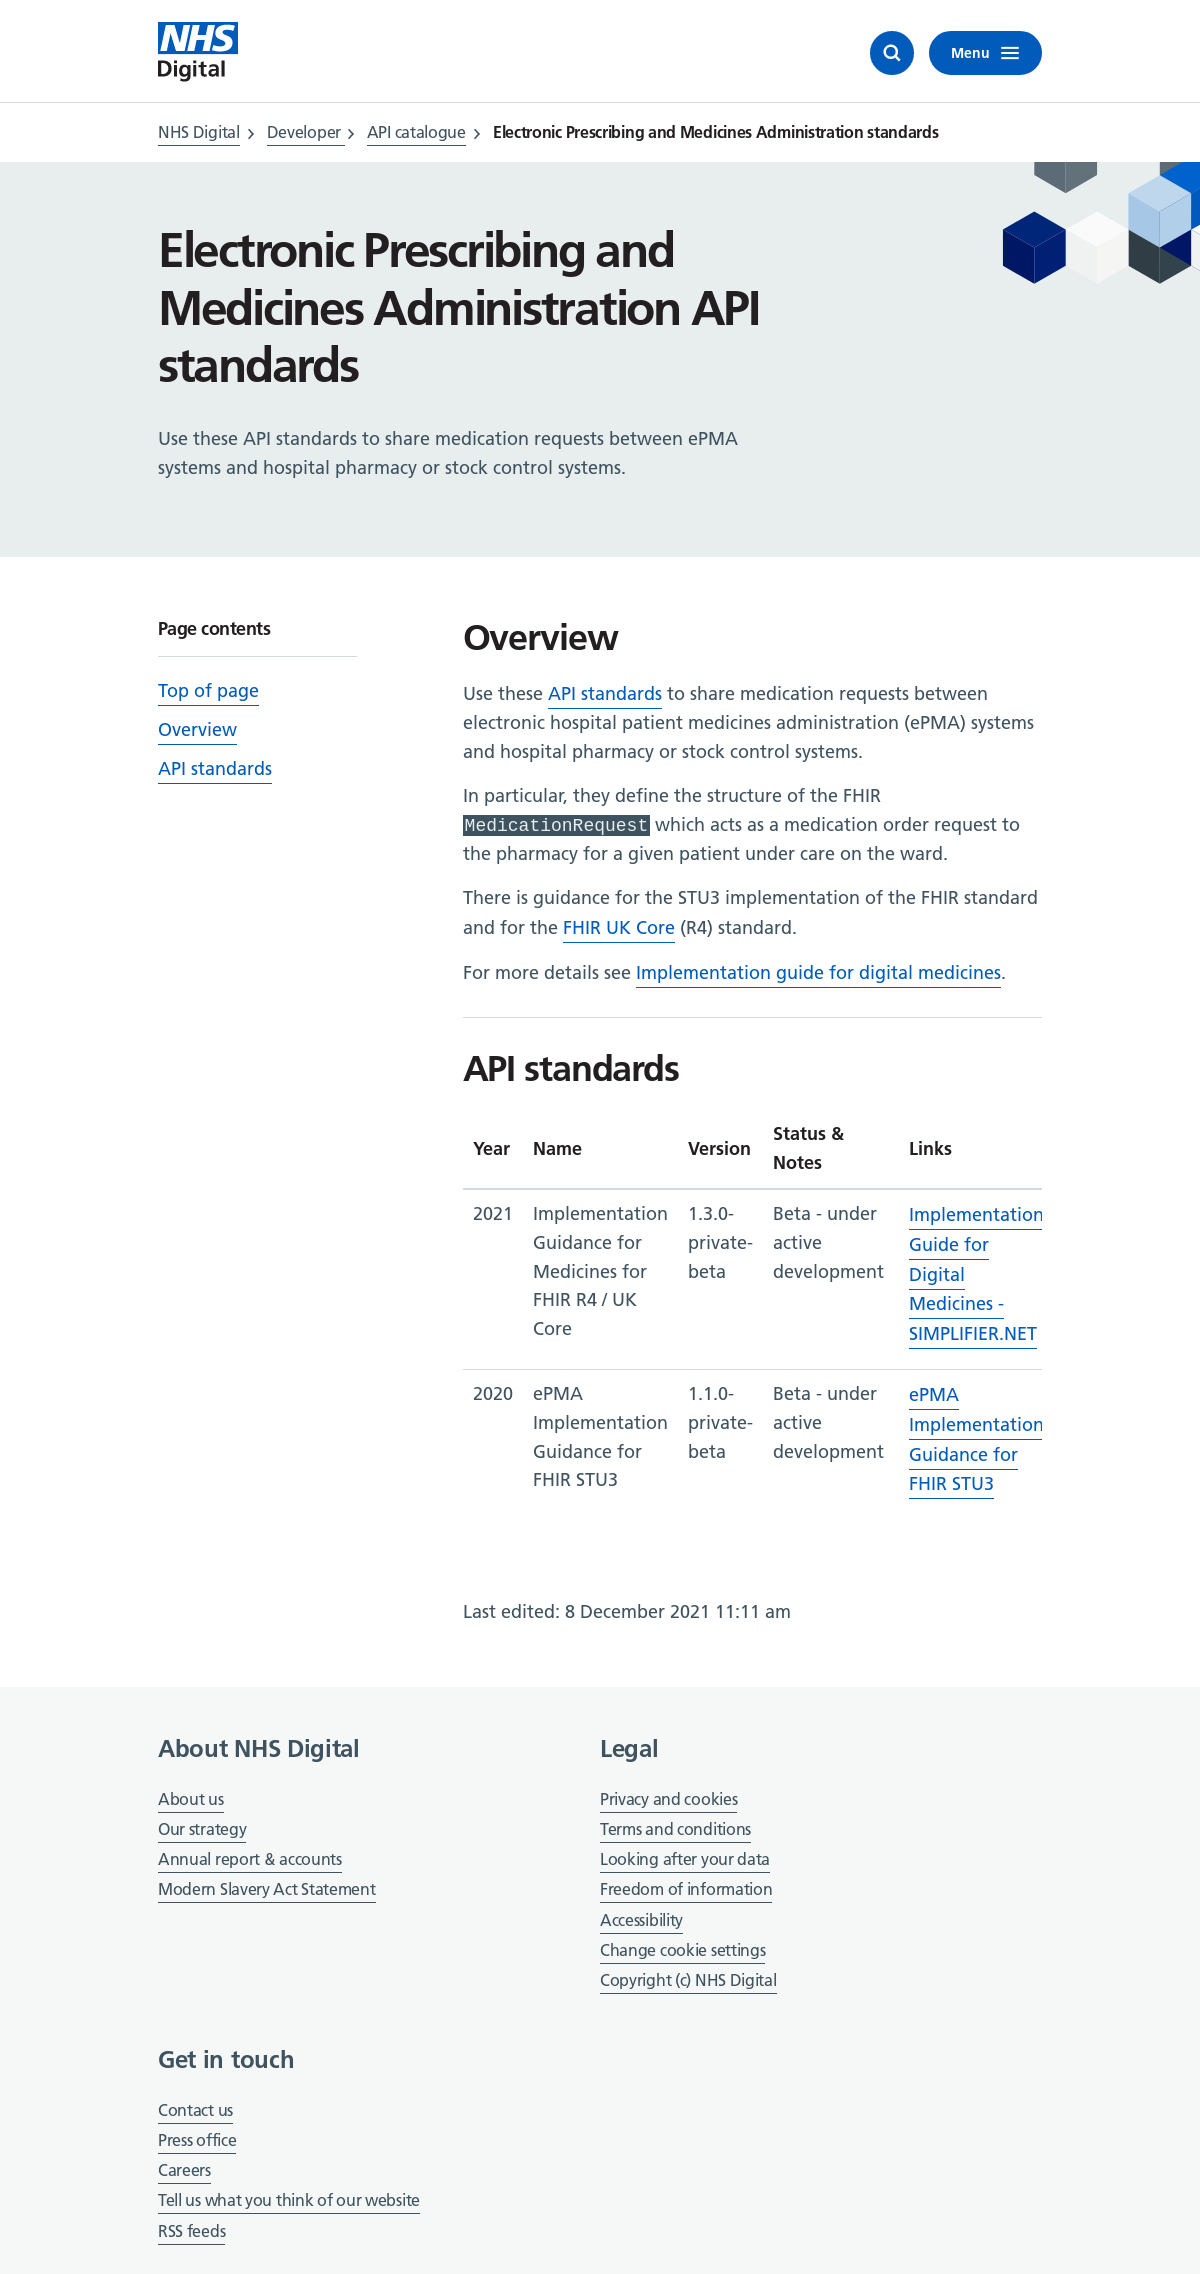 NHS
Digital
Menu
NHS Digital > Developer > API catalogue > Electronic Prescribing and Medicines Administration standards
Electronic Prescribing and
Medicines Administration API
standards
Use these API standards to share medication requests between ePMA
systems and hospital pharmacy or stock control systems.
Page contents
Top of page
Overview
API standards
Overview
Use these API standards to share medication requests between
electronic hospital patient medicines administration (ePMA) systems
and hospital pharmacy or stock control systems.
In particular, they define the structure of the FHIR
MedicationRequest which acts as a medication order request to
the pharmacy for a given patient under care on the ward.
There is guidance for the STU3 implementation of the FHIR standard
and for the FHIR UK Core (R4) standard.
For more details see Implementation guide for digital medicines.
API standards
Year Name Version Status & Notes Links
2021 Implementation Guidance for Medicines for FHIR R4 / UK Core 1.3.0-private-beta Beta - under active development Implementation Guide for Digital Medicines - SIMPLIFIER.NET
2020 ePMA Implementation Guidance for FHIR STU3 1.1.0-private-beta Beta - under active development ePMA Implementation Guidance for FHIR STU3
Last edited: 8 December 2021 11:11 am
About NHS Digital
About us
Our strategy
Annual report & accounts
Modern Slavery Act Statement
Legal
Privacy and cookies
Terms and conditions
Looking after your data
Freedom of information
Accessibility
Change cookie settings
Copyright (c) NHS Digital
Get in touch
Contact us
Press office
Careers
Tell us what you think of our website
RSS feeds